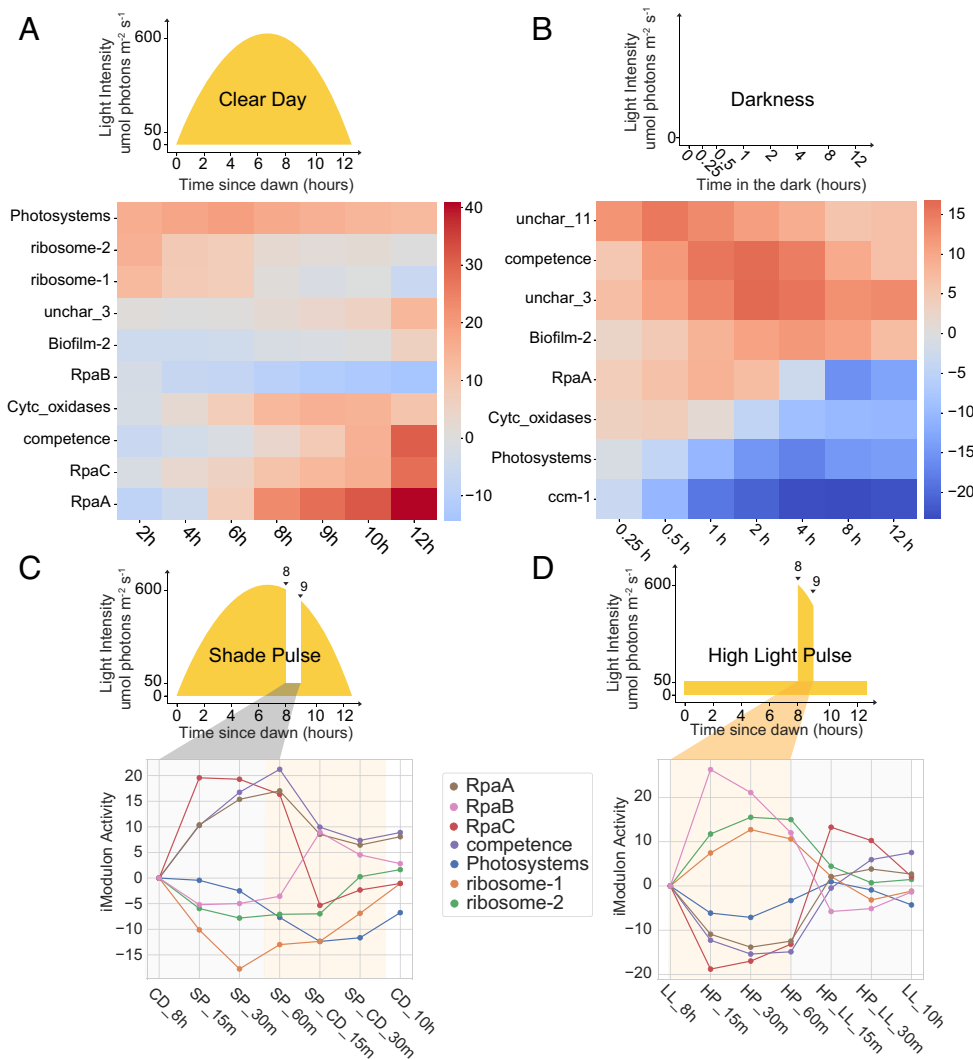 A
Light Intensity
umol photons m⁻² s⁻¹
600
50
0
Clear Day
0 2 4 6 8 10 12
Time since dawn (hours)
Photosystems
ribosome-2
ribosome-1
unchar_3
Biofilm-2
RpaB
Cytc_oxidases
competence
RpaC
RpaA
2h 4h 6h 8h 9h 10h 12h
40
30
20
10
0
−10
B
Light Intensity
umol photons m⁻² s⁻¹
0
Darkness
0 0.25 0.5 1 2 4 8 12
Time in the dark (hours)
unchar_11
competence
unchar_3
Biofilm-2
RpaA
Cytc_oxidases
Photosystems
ccm-1
0.25 h 0.5 h 1 h 2 h 4 h 8 h 12 h
15
10
5
0
−5
−10
−15
−20
C
Light Intensity
umol photons m⁻² s⁻¹
600
50
0
8
9
Shade Pulse
0 2 4 6 8 10 12
Time since dawn (hours)
iModulon Activity
20
15
10
5
0
−5
−10
−15
CD_8h SP_15m SP_30m SP_60m SP_CD_15m SP_CD_30m CD_10h
RpaA
RpaB
RpaC
competence
Photosystems
ribosome-1
ribosome-2
D
Light Intensity
umol photons m⁻² s⁻¹
600
50
0
8
9
High Light Pulse
0 2 4 6 8 10 12
Time since dawn (hours)
iModulon Activity
20
10
0
−10
−20
LL_8h HP_15m HP_30m HP_60m HP_LL_15m HP_LL_30m LL_10h